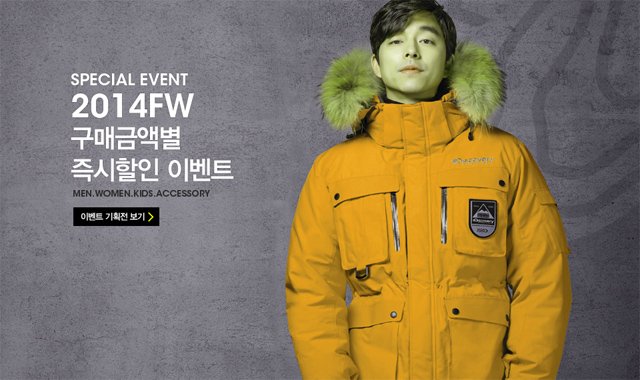 SPECIAL EVENT
2014FW
구매금액별
즉시할인 이벤트
MEN.WOMEN.KIDS.ACCESSORY
이벤트 기획전 보기 >
Discovery